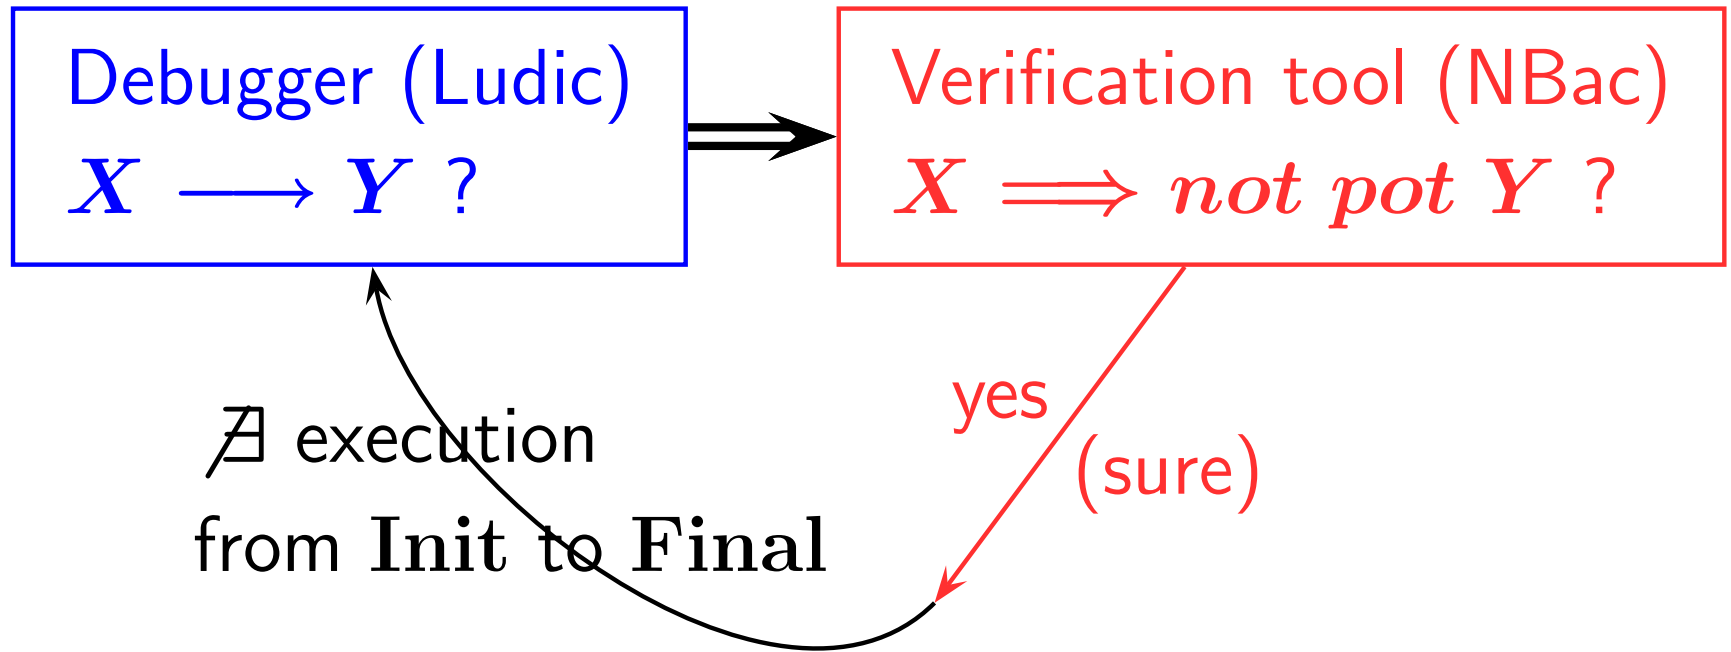 Debugger (Ludic)
X ⟶ Y ?
Verification tool (NBac)
X ⟹ not pot Y ?
yes
(sure)
∄ execution
from Init to Final